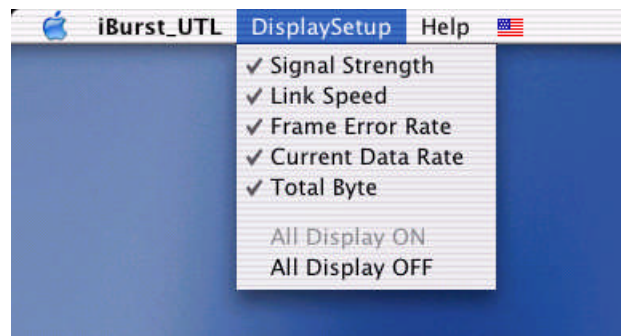 iBurst_UTL DisplaySetup Help
✓ Signal Strength
✓ Link Speed
✓ Frame Error Rate
✓ Current Data Rate
✓ Total Byte
All Display ON
All Display OFF